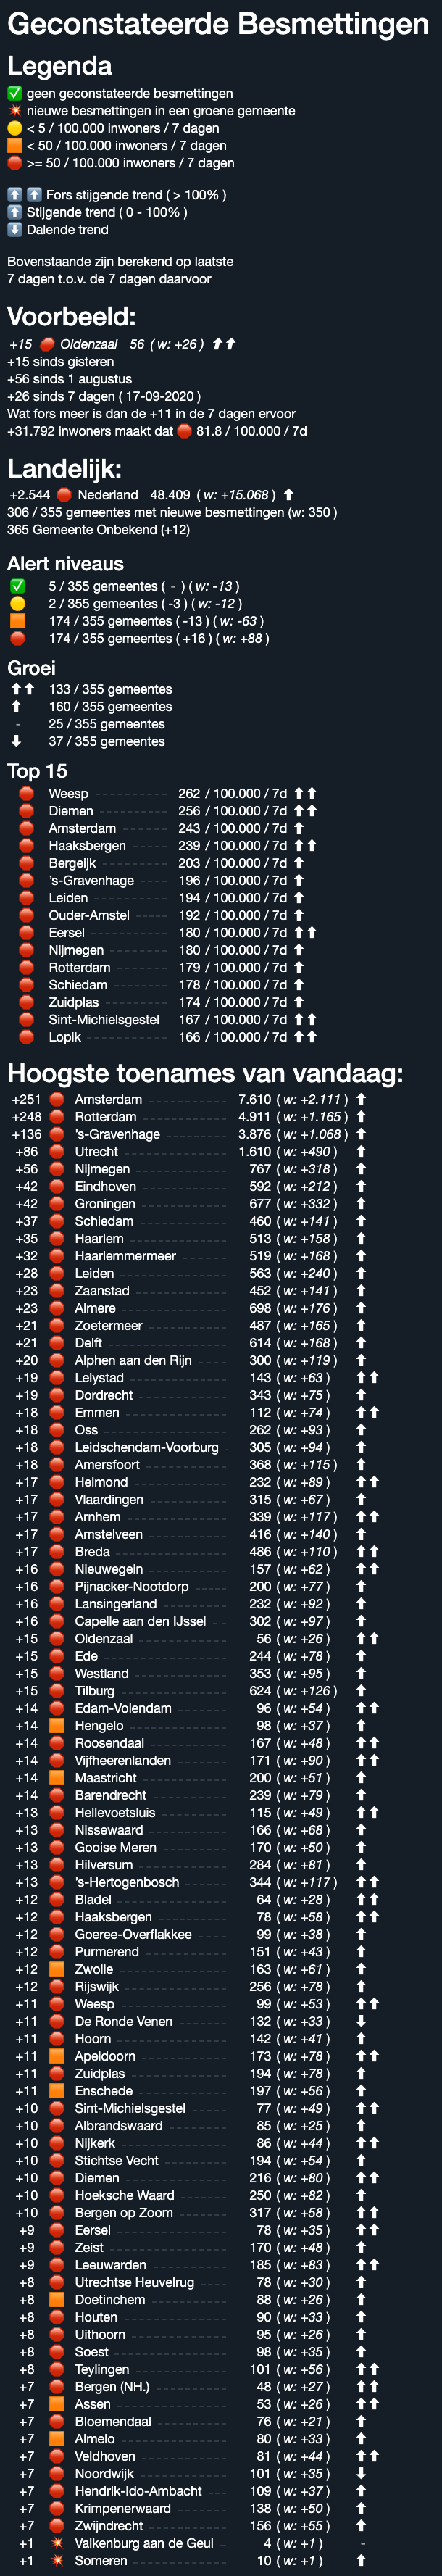 Geconstateerde Besmettingen
Legenda
✅ geen geconstateerde besmettingen
💥 nieuwe besmettingen in een groene gemeente
🟡 < 5 / 100.000 inwoners / 7 dagen
🟧 < 50 / 100.000 inwoners / 7 dagen
🛑 >= 50 / 100.000 inwoners / 7 dagen
⬆️ ⬆️ Fors stijgende trend ( > 100% )
⬆️ Stijgende trend ( 0 - 100% )
⬇️ Dalende trend
Bovenstaande zijn berekend op laatste
7 dagen t.o.v. de 7 dagen daarvoor
Voorbeeld:
+15 🛑 Oldenzaal 56 ( w: +26 ) ⬆⬆
+15 sinds gisteren
+56 sinds 1 augustus
+26 sinds 7 dagen ( 17-09-2020 )
Wat fors meer is dan de +11 in de 7 dagen ervoor
+31.792 inwoners maakt dat 🛑 81.8 / 100.000 / 7d
Landelijk:
+2.544 🛑 Nederland 48.409 ( w: +15.068 ) ⬆
306 / 355 gemeentes met nieuwe besmettingen (w: 350 )
365 Gemeente Onbekend (+12)
Alert niveaus
✅ 5 / 355 gemeentes ( - ) ( w: -13 )
🟡 2 / 355 gemeentes ( -3 ) ( w: -12 )
🟧 174 / 355 gemeentes ( -13 ) ( w: -63 )
🛑 174 / 355 gemeentes ( +16 ) ( w: +88 )
Groei
⬆⬆ 133 / 355 gemeentes
⬆ 160 / 355 gemeentes
- 25 / 355 gemeentes
⬇ 37 / 355 gemeentes
Top 15
🛑 Weesp 262 / 100.000 / 7d ⬆⬆
🛑 Diemen 256 / 100.000 / 7d ⬆⬆
🛑 Amsterdam 243 / 100.000 / 7d ⬆
🛑 Haaksbergen 239 / 100.000 / 7d ⬆⬆
🛑 Bergeijk 203 / 100.000 / 7d ⬆
🛑 's-Gravenhage 196 / 100.000 / 7d ⬆
🛑 Leiden 194 / 100.000 / 7d ⬆
🛑 Ouder-Amstel 192 / 100.000 / 7d ⬆
🛑 Eersel 180 / 100.000 / 7d ⬆⬆
🛑 Nijmegen 180 / 100.000 / 7d ⬆
🛑 Rotterdam 179 / 100.000 / 7d ⬆
🛑 Schiedam 178 / 100.000 / 7d ⬆
🛑 Zuidplas 174 / 100.000 / 7d ⬆
🛑 Sint-Michielsgestel 167 / 100.000 / 7d ⬆⬆
🛑 Lopik 166 / 100.000 / 7d ⬆⬆
Hoogste toenames van vandaag:
+251 🛑 Amsterdam 7.610 ( w: +2.111 ) ⬆
+248 🛑 Rotterdam 4.911 ( w: +1.165 ) ⬆
+136 🛑 's-Gravenhage 3.876 ( w: +1.068 ) ⬆
+86 🛑 Utrecht 1.610 ( w: +490 ) ⬆
+56 🛑 Nijmegen 767 ( w: +318 ) ⬆
+42 🛑 Eindhoven 592 ( w: +212 ) ⬆
+42 🛑 Groningen 677 ( w: +332 ) ⬆
+37 🛑 Schiedam 460 ( w: +141 ) ⬆
+35 🛑 Haarlem 513 ( w: +158 ) ⬆
+32 🛑 Haarlemmermeer 519 ( w: +168 ) ⬆
+28 🛑 Leiden 563 ( w: +240 ) ⬆
+23 🛑 Zaanstad 452 ( w: +141 ) ⬆
+23 🛑 Almere 698 ( w: +176 ) ⬆
+21 🛑 Zoetermeer 487 ( w: +165 ) ⬆
+21 🛑 Delft 614 ( w: +168 ) ⬆
+20 🛑 Alphen aan den Rijn 300 ( w: +119 ) ⬆
+19 🛑 Lelystad 143 ( w: +63 ) ⬆⬆
+19 🛑 Dordrecht 343 ( w: +75 ) ⬆
+18 🛑 Emmen 112 ( w: +74 ) ⬆⬆
+18 🛑 Oss 262 ( w: +93 ) ⬆
+18 🛑 Leidschendam-Voorburg 305 ( w: +94 ) ⬆
+18 🛑 Amersfoort 368 ( w: +115 ) ⬆
+17 🛑 Helmond 232 ( w: +89 ) ⬆⬆
+17 🛑 Vlaardingen 315 ( w: +67 ) ⬆
+17 🛑 Arnhem 339 ( w: +117 ) ⬆⬆
+17 🛑 Amstelveen 416 ( w: +140 ) ⬆
+17 🛑 Breda 486 ( w: +110 ) ⬆⬆
+16 🛑 Nieuwegein 157 ( w: +62 ) ⬆⬆
+16 🛑 Pijnacker-Nootdorp 200 ( w: +77 ) ⬆
+16 🛑 Lansingerland 232 ( w: +92 ) ⬆
+16 🛑 Capelle aan den IJssel 302 ( w: +97 ) ⬆
+15 🛑 Oldenzaal 56 ( w: +26 ) ⬆⬆
+15 🛑 Ede 244 ( w: +78 ) ⬆
+15 🛑 Westland 353 ( w: +95 ) ⬆
+15 🛑 Tilburg 624 ( w: +126 ) ⬆
+14 🛑 Edam-Volendam 96 ( w: +54 ) ⬆⬆
+14 🟧 Hengelo 98 ( w: +37 ) ⬆
+14 🛑 Roosendaal 167 ( w: +48 ) ⬆⬆
+14 🛑 Vijfheerenlanden 171 ( w: +90 ) ⬆⬆
+14 🟧 Maastricht 200 ( w: +51 ) ⬆
+14 🛑 Barendrecht 239 ( w: +79 ) ⬆
+13 🛑 Hellevoetsluis 115 ( w: +49 ) ⬆⬆
+13 🛑 Nissewaard 166 ( w: +68 ) ⬆
+13 🛑 Gooise Meren 170 ( w: +50 ) ⬆
+13 🛑 Hilversum 284 ( w: +81 ) ⬆
+13 🛑 's-Hertogenbosch 344 ( w: +117 ) ⬆⬆
+12 🛑 Bladel 64 ( w: +28 ) ⬆⬆
+12 🛑 Haaksbergen 78 ( w: +58 ) ⬆⬆
+12 🛑 Goeree-Overflakkee 99 ( w: +38 ) ⬆
+12 🛑 Purmerend 151 ( w: +43 ) ⬆
+12 🟧 Zwolle 163 ( w: +61 ) ⬆
+12 🛑 Rijswijk 256 ( w: +78 ) ⬆
+11 🛑 Weesp 99 ( w: +53 ) ⬆⬆
+11 🛑 De Ronde Venen 132 ( w: +33 ) ⬇
+11 🛑 Hoorn 142 ( w: +41 ) ⬆
+11 🟧 Apeldoorn 173 ( w: +78 ) ⬆⬆
+11 🛑 Zuidplas 194 ( w: +78 ) ⬆
+11 🟧 Enschede 197 ( w: +56 ) ⬆
+10 🛑 Sint-Michielsgestel 77 ( w: +49 ) ⬆⬆
+10 🛑 Albrandswaard 85 ( w: +25 ) ⬆
+10 🛑 Nijkerk 86 ( w: +44 ) ⬆⬆
+10 🛑 Stichtse Vecht 194 ( w: +54 ) ⬆
+10 🛑 Diemen 216 ( w: +80 ) ⬆⬆
+10 🛑 Hoeksche Waard 250 ( w: +82 ) ⬆
+10 🛑 Bergen op Zoom 317 ( w: +58 ) ⬆⬆
+9 🛑 Eersel 78 ( w: +35 ) ⬆⬆
+9 🛑 Zeist 170 ( w: +48 ) ⬆
+9 🛑 Leeuwarden 185 ( w: +83 ) ⬆⬆
+8 🛑 Utrechtse Heuvelrug 78 ( w: +30 ) ⬆
+8 🟧 Doetinchem 88 ( w: +26 ) ⬆
+8 🛑 Houten 90 ( w: +33 ) ⬆
+8 🛑 Uithoorn 95 ( w: +26 ) ⬆
+8 🛑 Soest 98 ( w: +35 ) ⬆
+8 🛑 Teylingen 101 ( w: +56 ) ⬆⬆
+7 🛑 Bergen (NH.) 48 ( w: +27 ) ⬆⬆
+7 🟧 Assen 53 ( w: +26 ) ⬆⬆
+7 🛑 Bloemendaal 76 ( w: +21 ) ⬆
+7 🟧 Almelo 80 ( w: +33 ) ⬆
+7 🛑 Veldhoven 81 ( w: +44 ) ⬆⬆
+7 🛑 Noordwijk 101 ( w: +35 ) ⬇
+7 🛑 Hendrik-Ido-Ambacht 109 ( w: +37 ) ⬆
+7 🛑 Krimpenerwaard 138 ( w: +50 ) ⬆
+7 🛑 Zwijndrecht 156 ( w: +55 ) ⬆
+1 💥 Valkenburg aan de Geul 4 ( w: +1 ) -
+1 💥 Someren 10 ( w: +1 ) ⬆